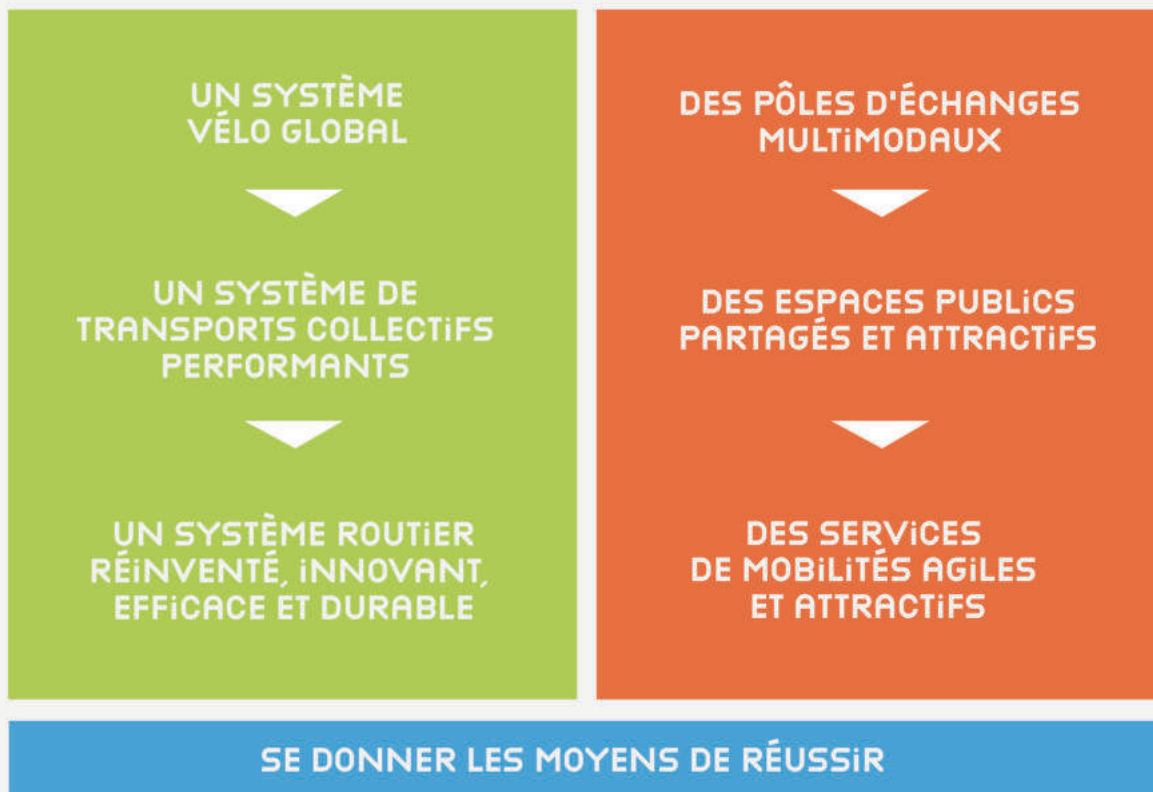 UN SYSTÈME
VÉLO GLOBAL
UN SYSTÈME DE
TRANSPORTS COLLECTiFS
PERFORMANTS
UN SYSTÈME ROUTiER
RÉiNVENTÉ, iNNOVANT,
EFFiCACE ET DURABLE
DES PÔLES D'ÉCHANGES
MULTiMODAUX
DES ESPACES PUBLiCS
PARTAGÉS ET ATTRACTiFS
DES SERViCES
DE MOBiLiTÉS AGiLES
ET ATTRACTiFS
SE DONNER LES MOYENS DE RÉUSSiR